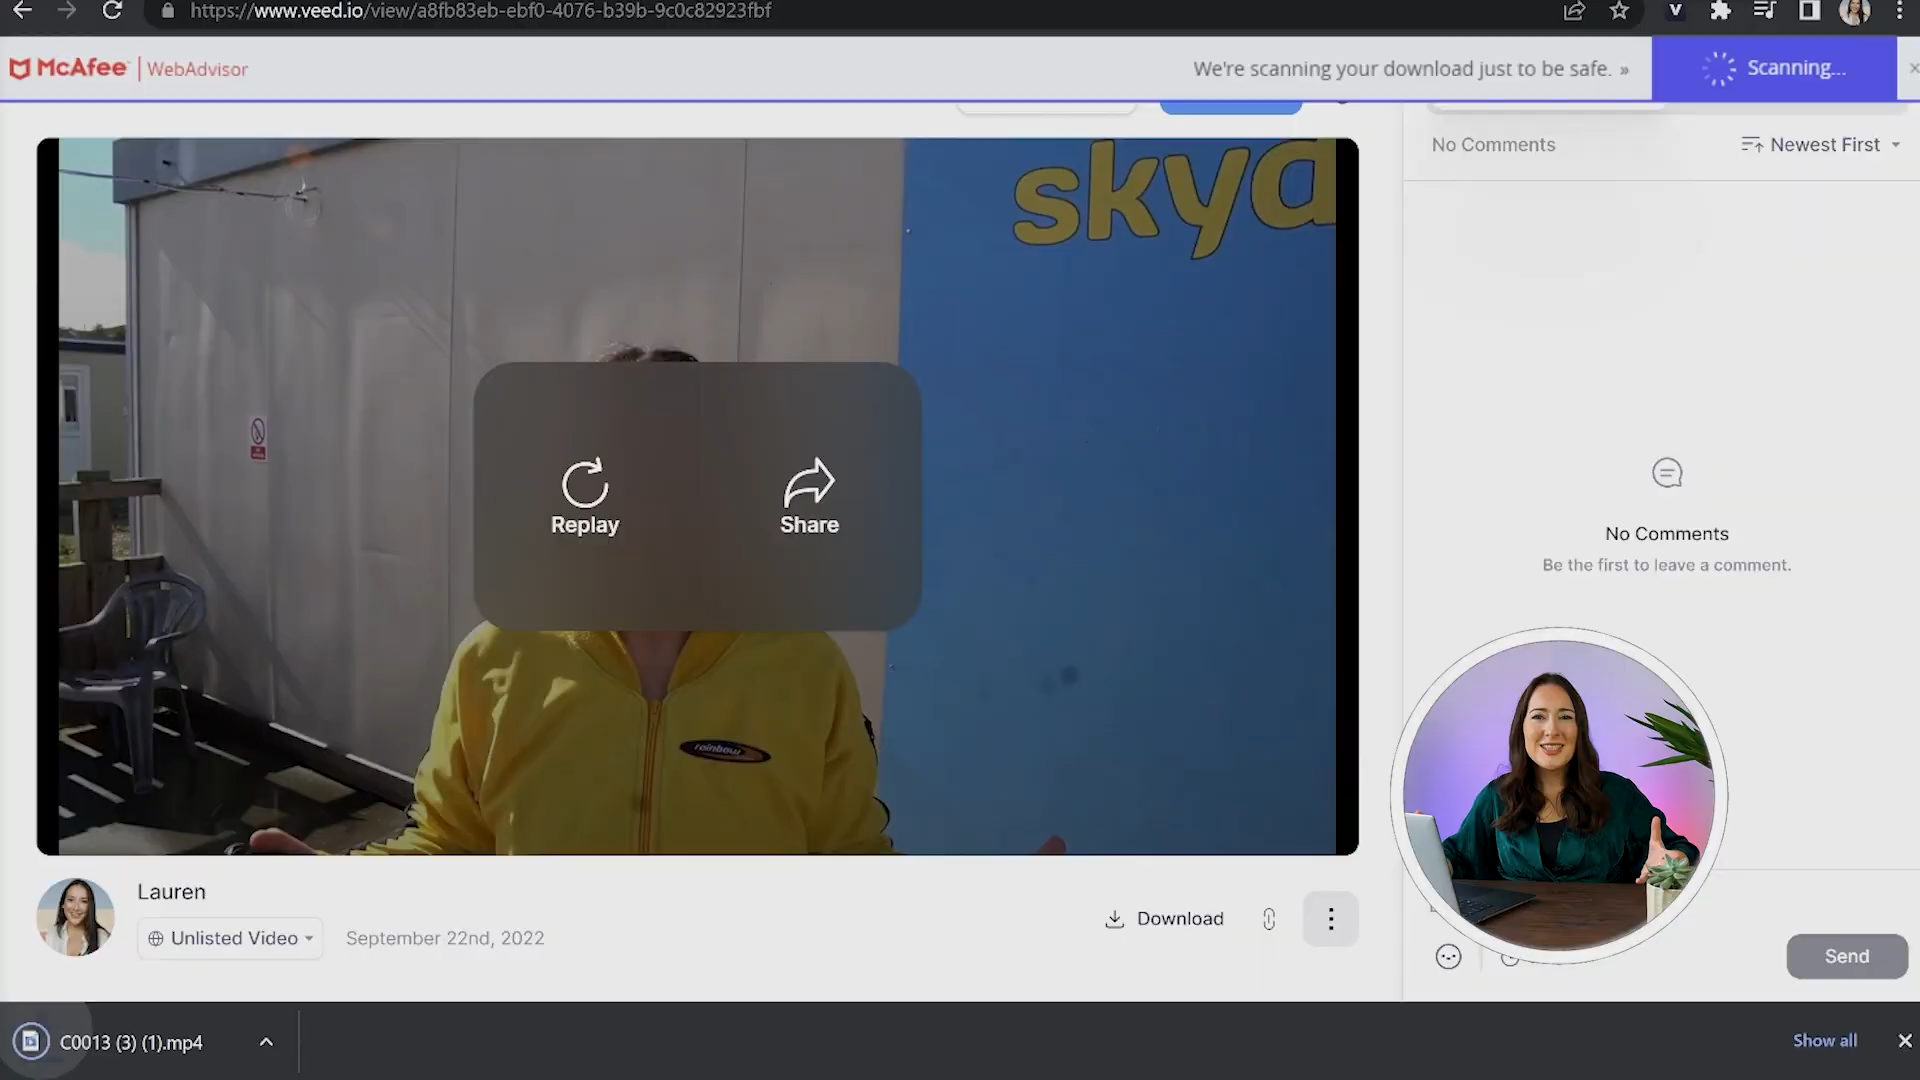 https://www.veed.io/view/a8fb83eb-ebf0-4076-b39b-9c0c82923fbf
McAfee | WebAdvisor
We're scanning your download just to be safe. »
Scanning...
No Comments
Newest First
skyd
Replay
Share
No Comments
Be the first to leave a comment.
rainbow
Lauren
Unlisted Video
September 22nd, 2022
Download
Send
C0013 (3) (1).mp4
Show all